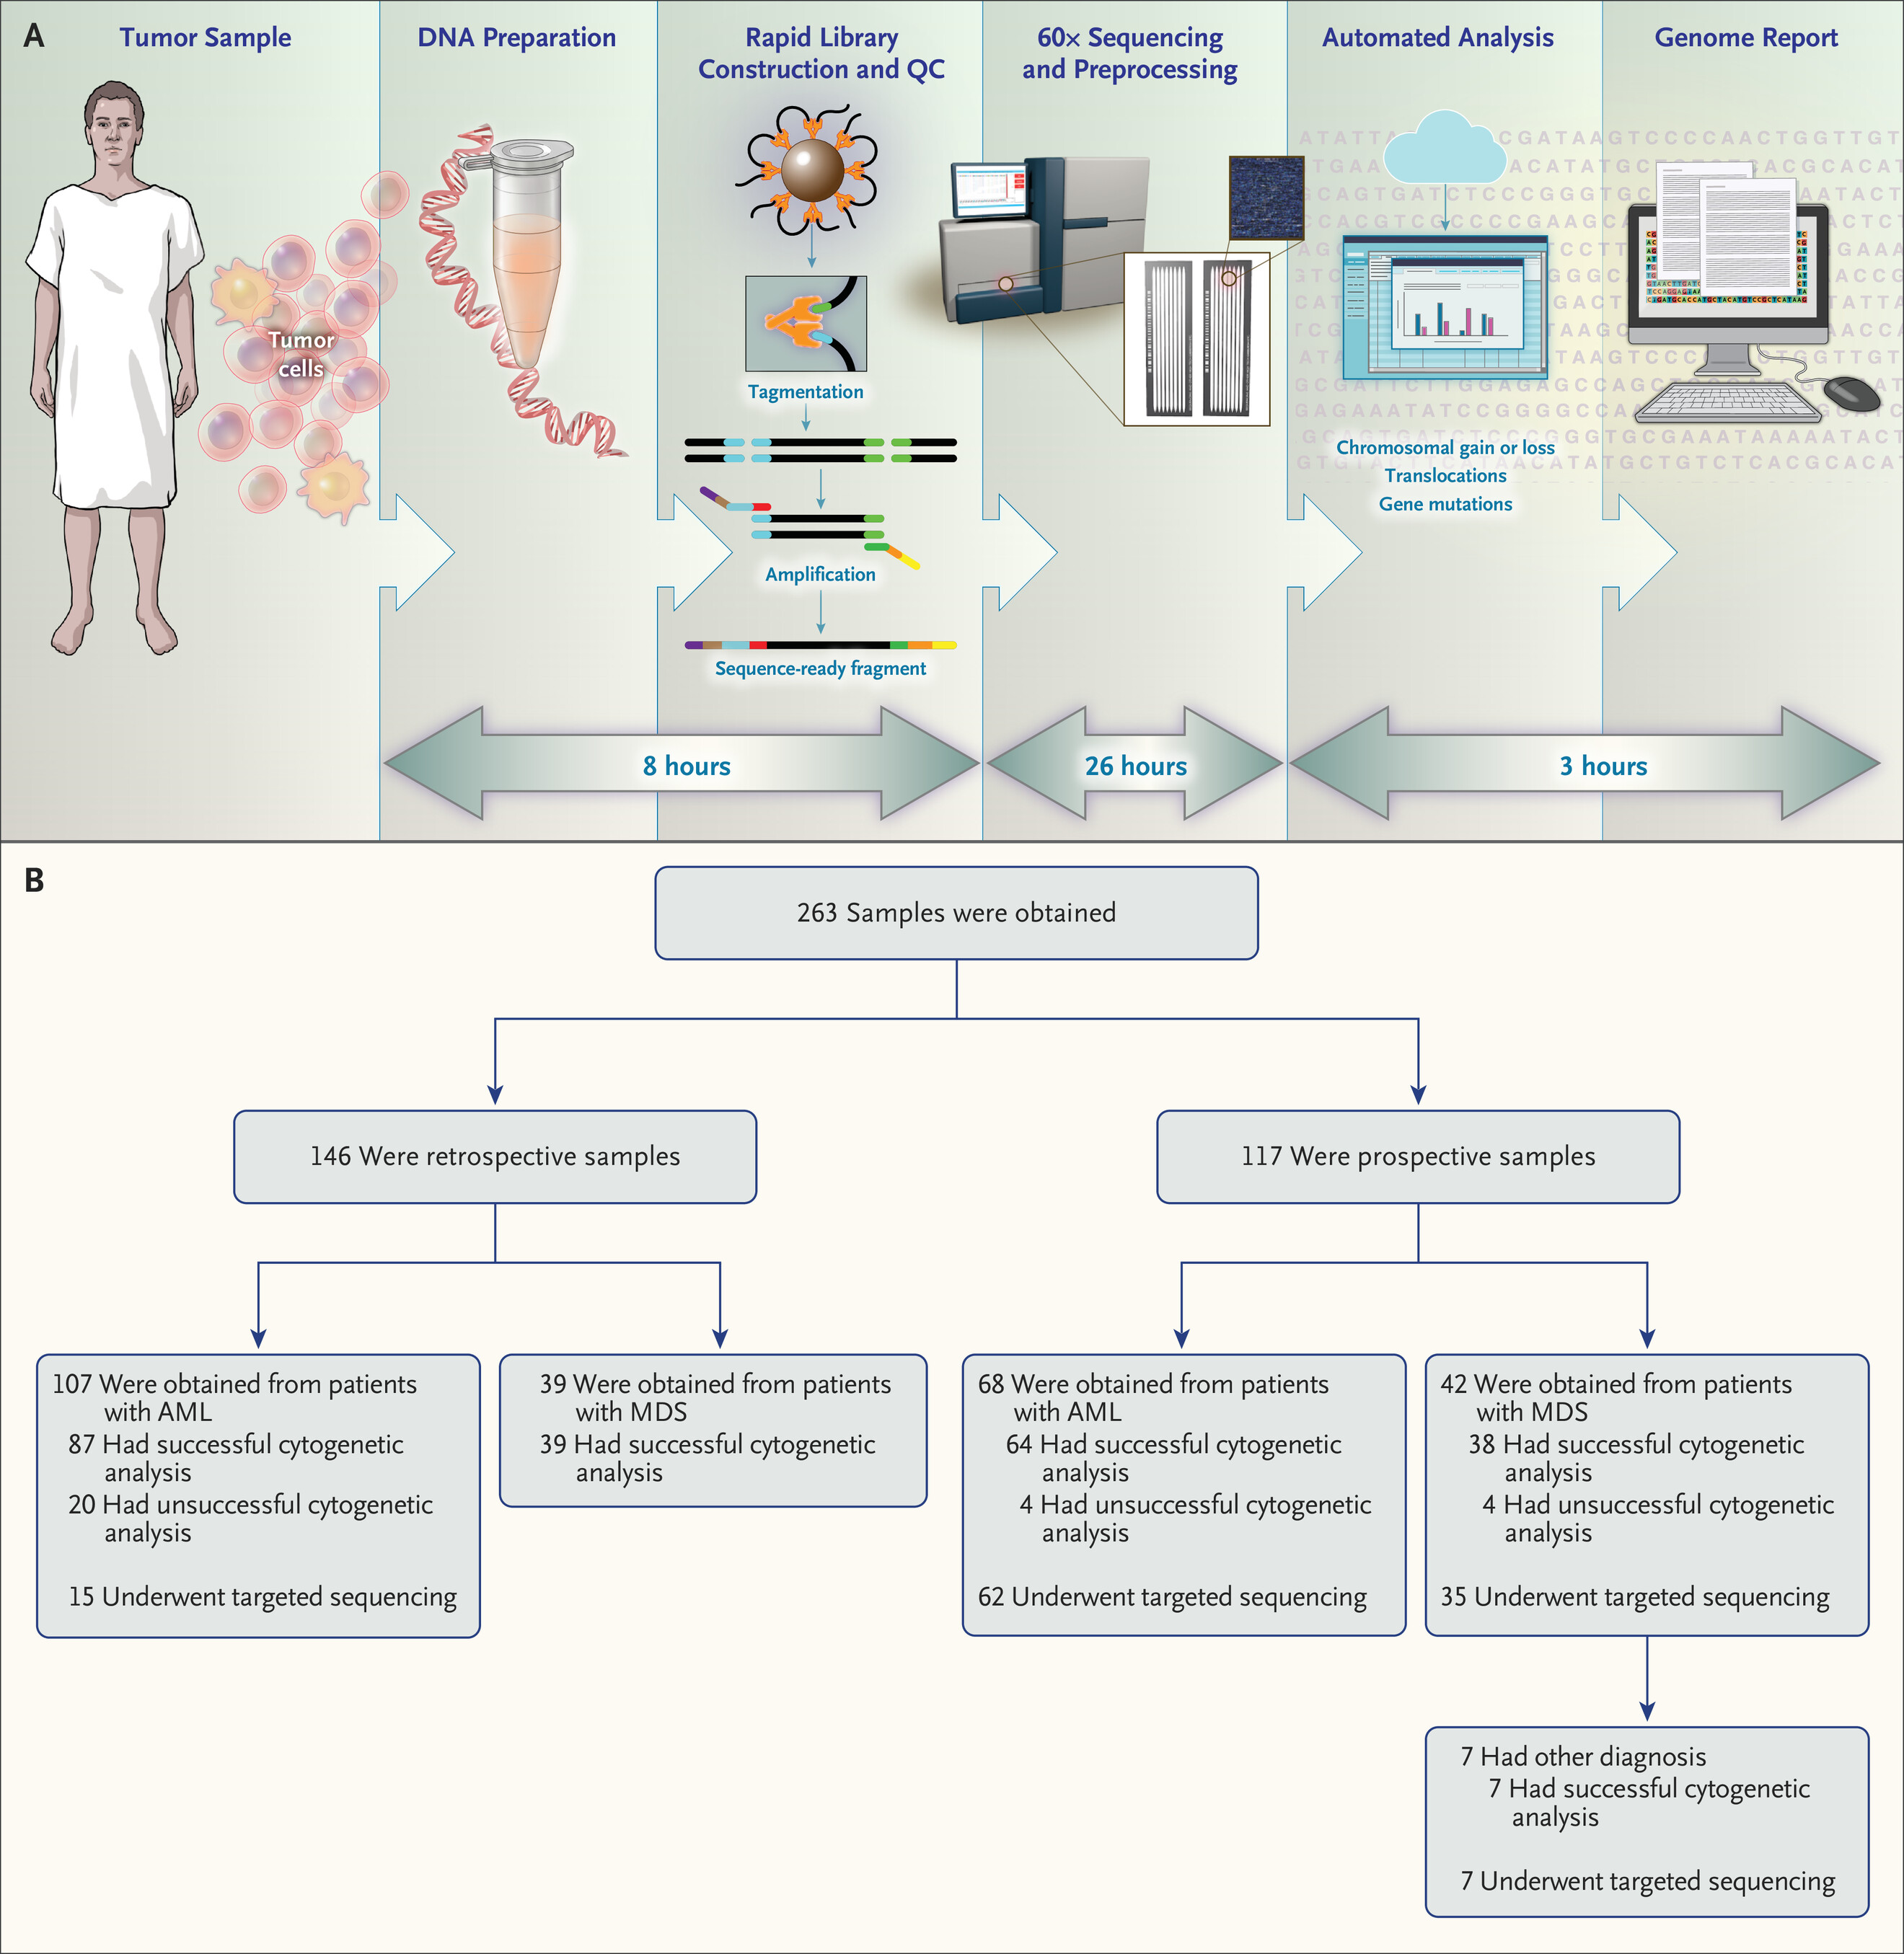 A
Tumor Sample
DNA Preparation
Rapid Library
Construction and QC
60× Sequencing
and Preprocessing
Automated Analysis
Genome Report
Tumor
cells
Tagmentation
Amplification
Sequence-ready fragment
Chromosomal gain or loss
Translocations
Gene mutations
8 hours
26 hours
3 hours
B
263 Samples were obtained
146 Were retrospective samples
117 Were prospective samples
107 Were obtained from patients
with AML
87 Had successful cytogenetic
analysis
20 Had unsuccessful cytogenetic
analysis
15 Underwent targeted sequencing
39 Were obtained from patients
with MDS
39 Had successful cytogenetic
analysis
68 Were obtained from patients
with AML
64 Had successful cytogenetic
analysis
4 Had unsuccessful cytogenetic
analysis
62 Underwent targeted sequencing
42 Were obtained from patients
with MDS
38 Had successful cytogenetic
analysis
4 Had unsuccessful cytogenetic
analysis
35 Underwent targeted sequencing
7 Had other diagnosis
7 Had successful cytogenetic
analysis
7 Underwent targeted sequencing